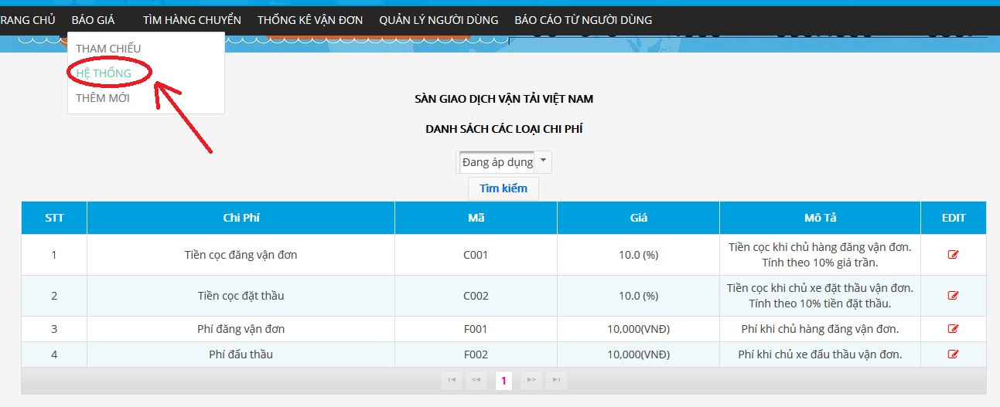 RANG CHỦ BÁO GIÁ TÌM HÀNG CHUYỂN THỐNG KÊ VẬN ĐƠN QUẢN LÝ NGƯỜI DÙNG BÁO CÁO TỪ NGƯỜI DÙNG
THAM CHIẾU
HỆ THỐNG
THÊM MỚI
SÀN GIAO DỊCH VẬN TẢI VIỆT NAM
DANH SÁCH CÁC LOẠI CHI PHÍ
Đang áp dụng
Tìm kiếm
STT Chi Phí Mã Giá Mô Tả EDIT
1 Tiền cọc đăng vận đơn C001 10.0 (%) Tiền cọc khi chủ hàng đăng vận đơn.
Tính theo 10% giá trần.
2 Tiền cọc đặt thầu C002 10.0 (%) Tiền cọc khi chủ xe đặt thầu vận đơn.
Tính theo 10% tiền đặt thầu.
3 Phí đăng vận đơn F001 10,000(VNĐ) Phí khi chủ hàng đăng vận đơn.
4 Phí đấu thầu F002 10,000(VNĐ) Phí khi chủ xe đấu thầu vận đơn.
1